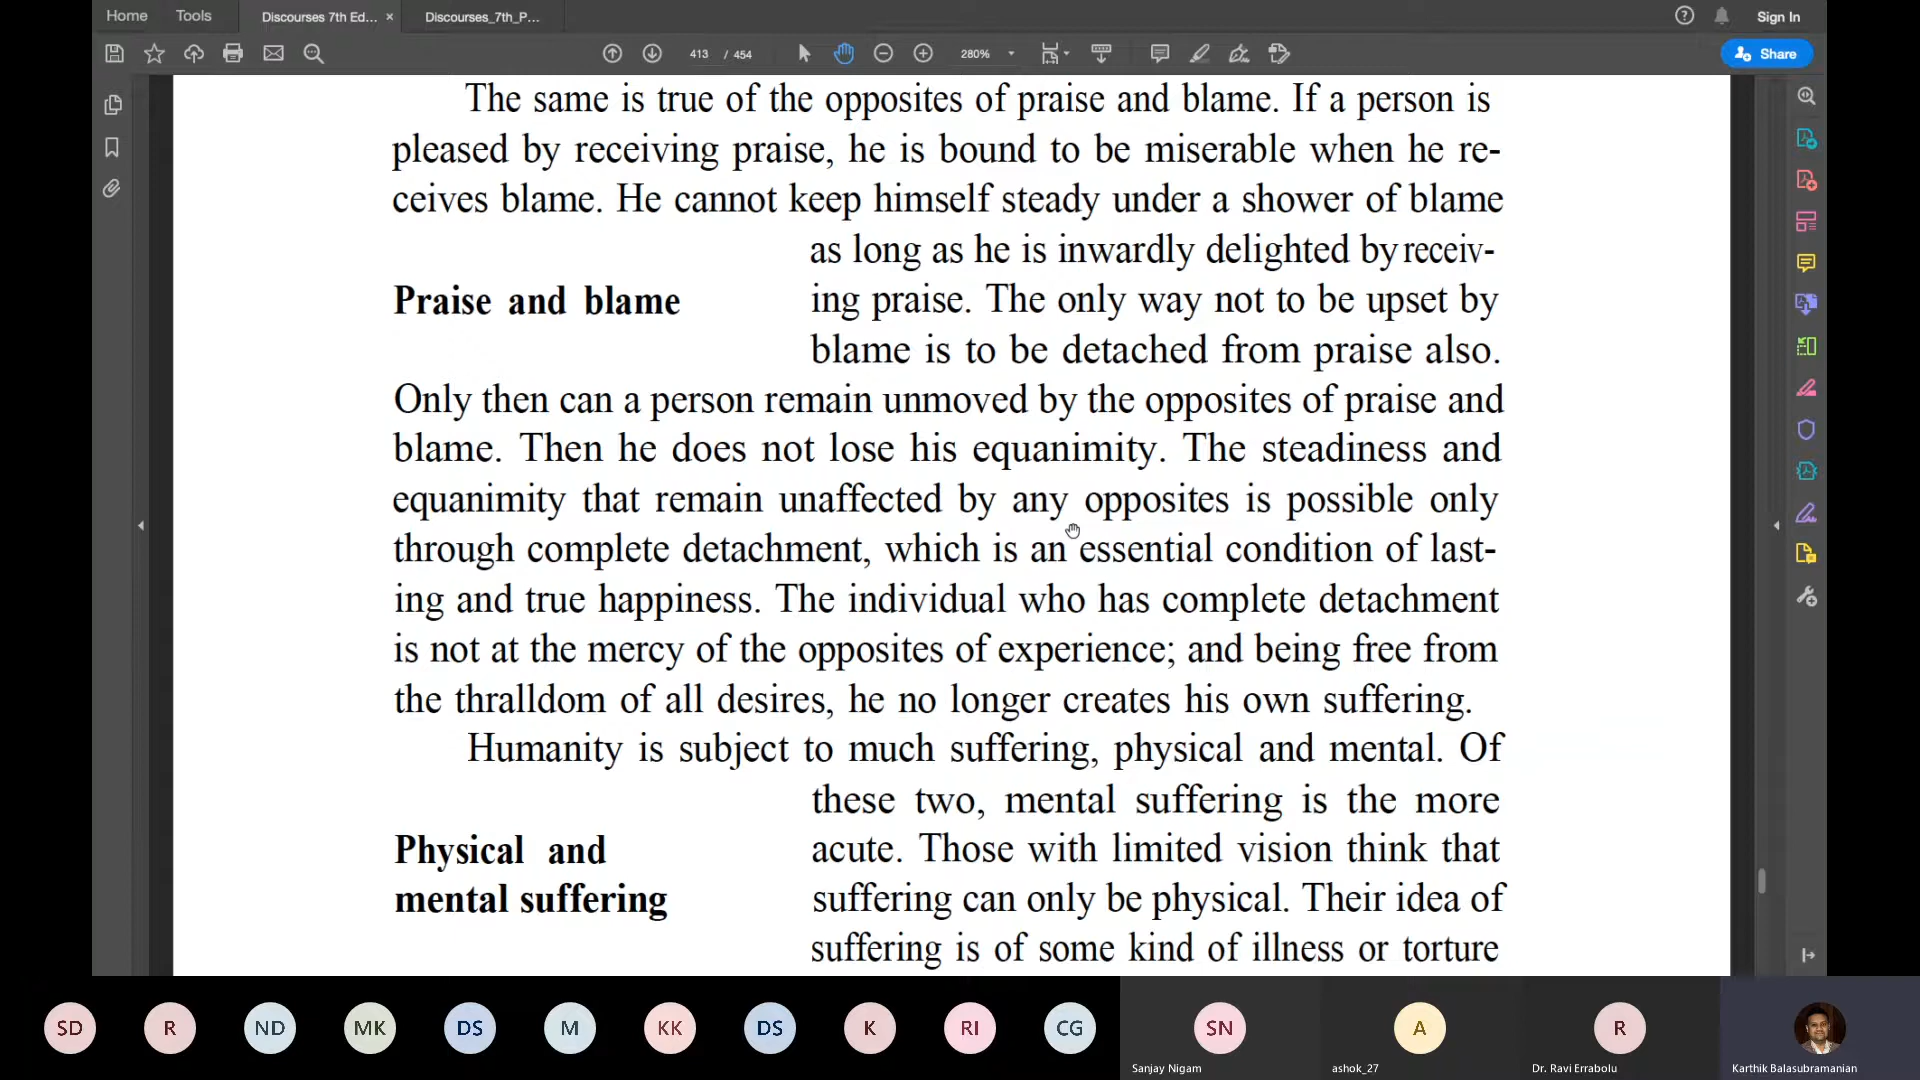 Home Tools Discourses 7th Ed... × Discourses_7th_P... Sign In
413 / 454 280% Share
The same is true of the opposites of praise and blame. If a person is
pleased by receiving praise, he is bound to be miserable when he re-
ceives blame. He cannot keep himself steady under a shower of blame
as long as he is inwardly delighted by receiv-
Praise and blame ing praise. The only way not to be upset by
blame is to be detached from praise also.
Only then can a person remain unmoved by the opposites of praise and
blame. Then he does not lose his equanimity. The steadiness and
equanimity that remain unaffected by any opposites is possible only
through complete detachment, which is an essential condition of last-
ing and true happiness. The individual who has complete detachment
is not at the mercy of the opposites of experience; and being free from
the thralldom of all desires, he no longer creates his own suffering.
Humanity is subject to much suffering, physical and mental. Of
these two, mental suffering is the more
Physical and acute. Those with limited vision think that
mental suffering suffering can only be physical. Their idea of
suffering is of some kind of illness or torture
SD R ND MK DS M KK DS K RI CG SN A R
Sanjay Nigam ashok_27 Dr. Ravi Errabolu Karthik Balasubramanian